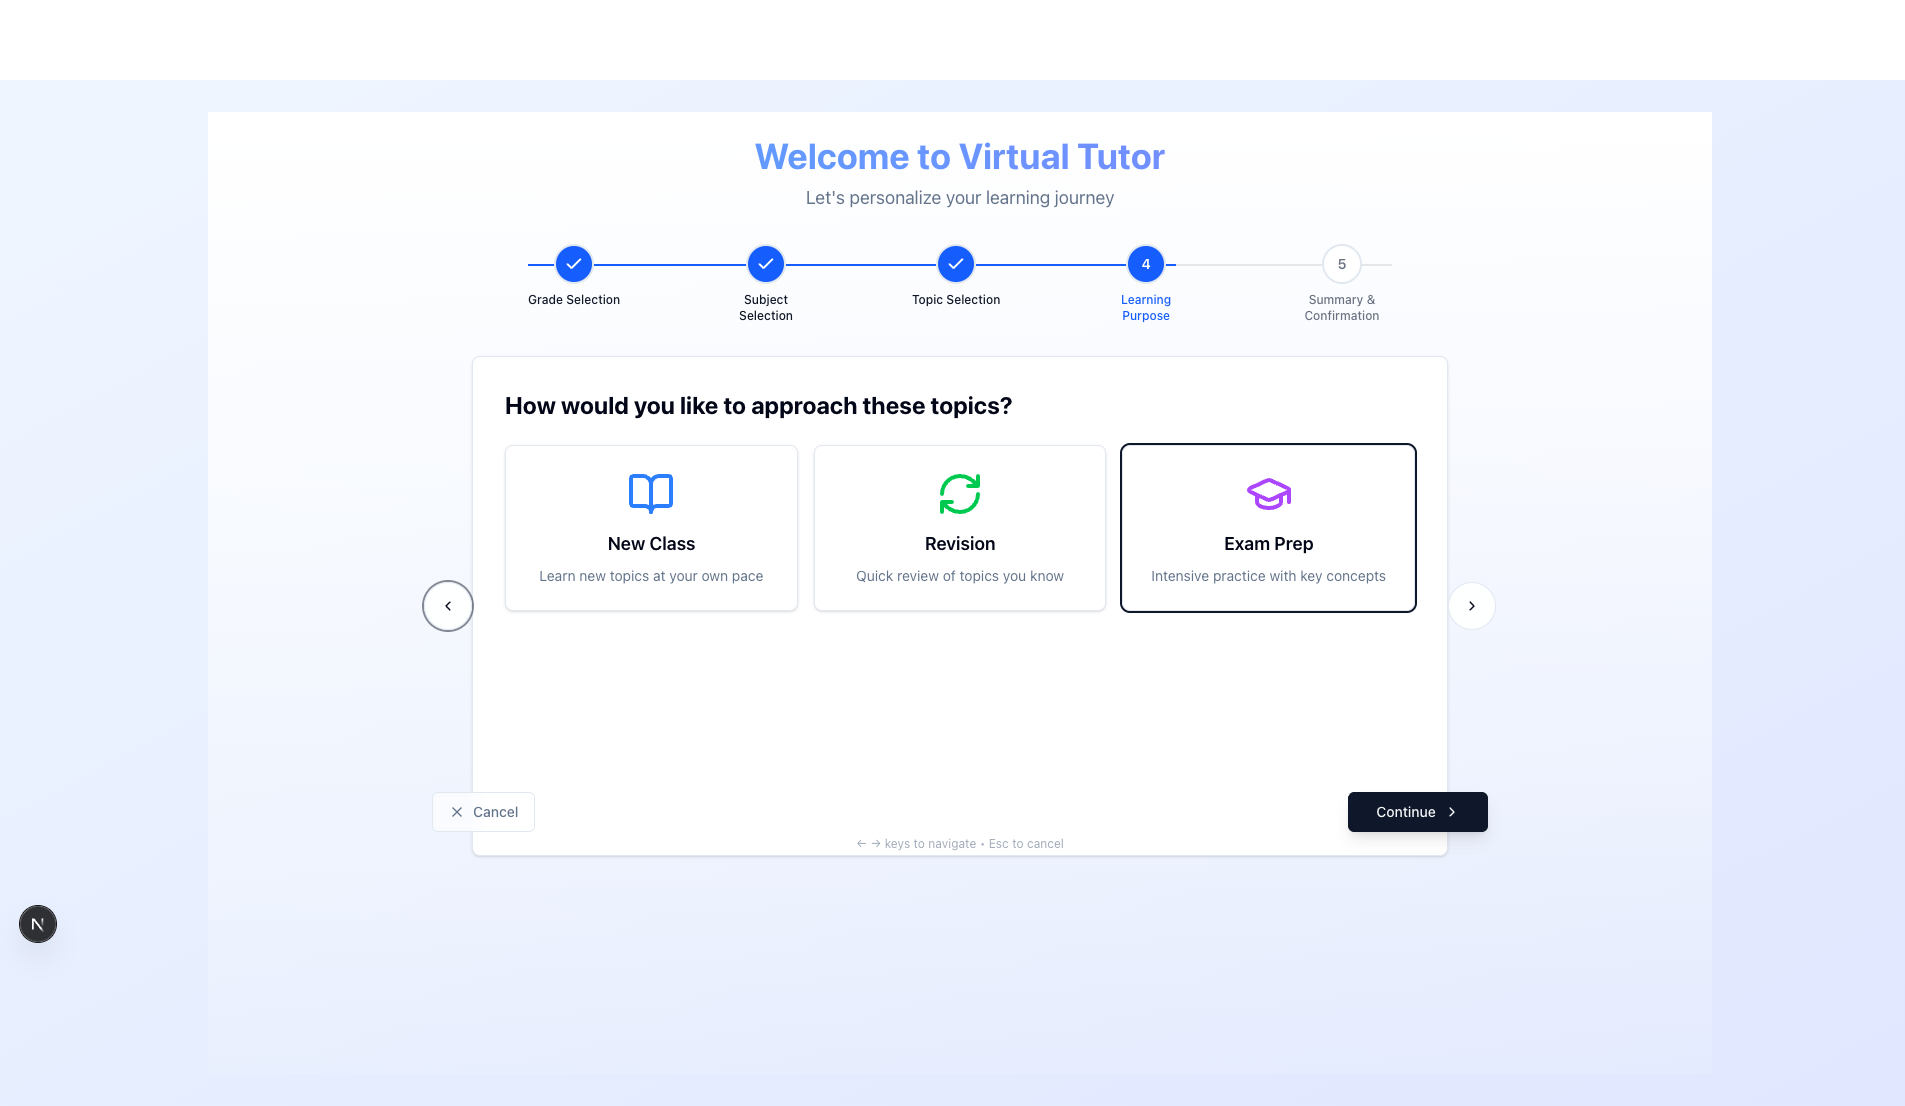 Welcome to Virtual Tutor
Let's personalize your learning journey
4
5
Grade Selection
Subject
Selection
Topic Selection
Learning
Purpose
Summary &
Confirmation
How would you like to approach these topics?
New Class
Learn new topics at your own pace
Revision
Quick review of topics you know
Exam Prep
Intensive practice with key concepts
Cancel
Continue
← → keys to navigate • Esc to cancel
N